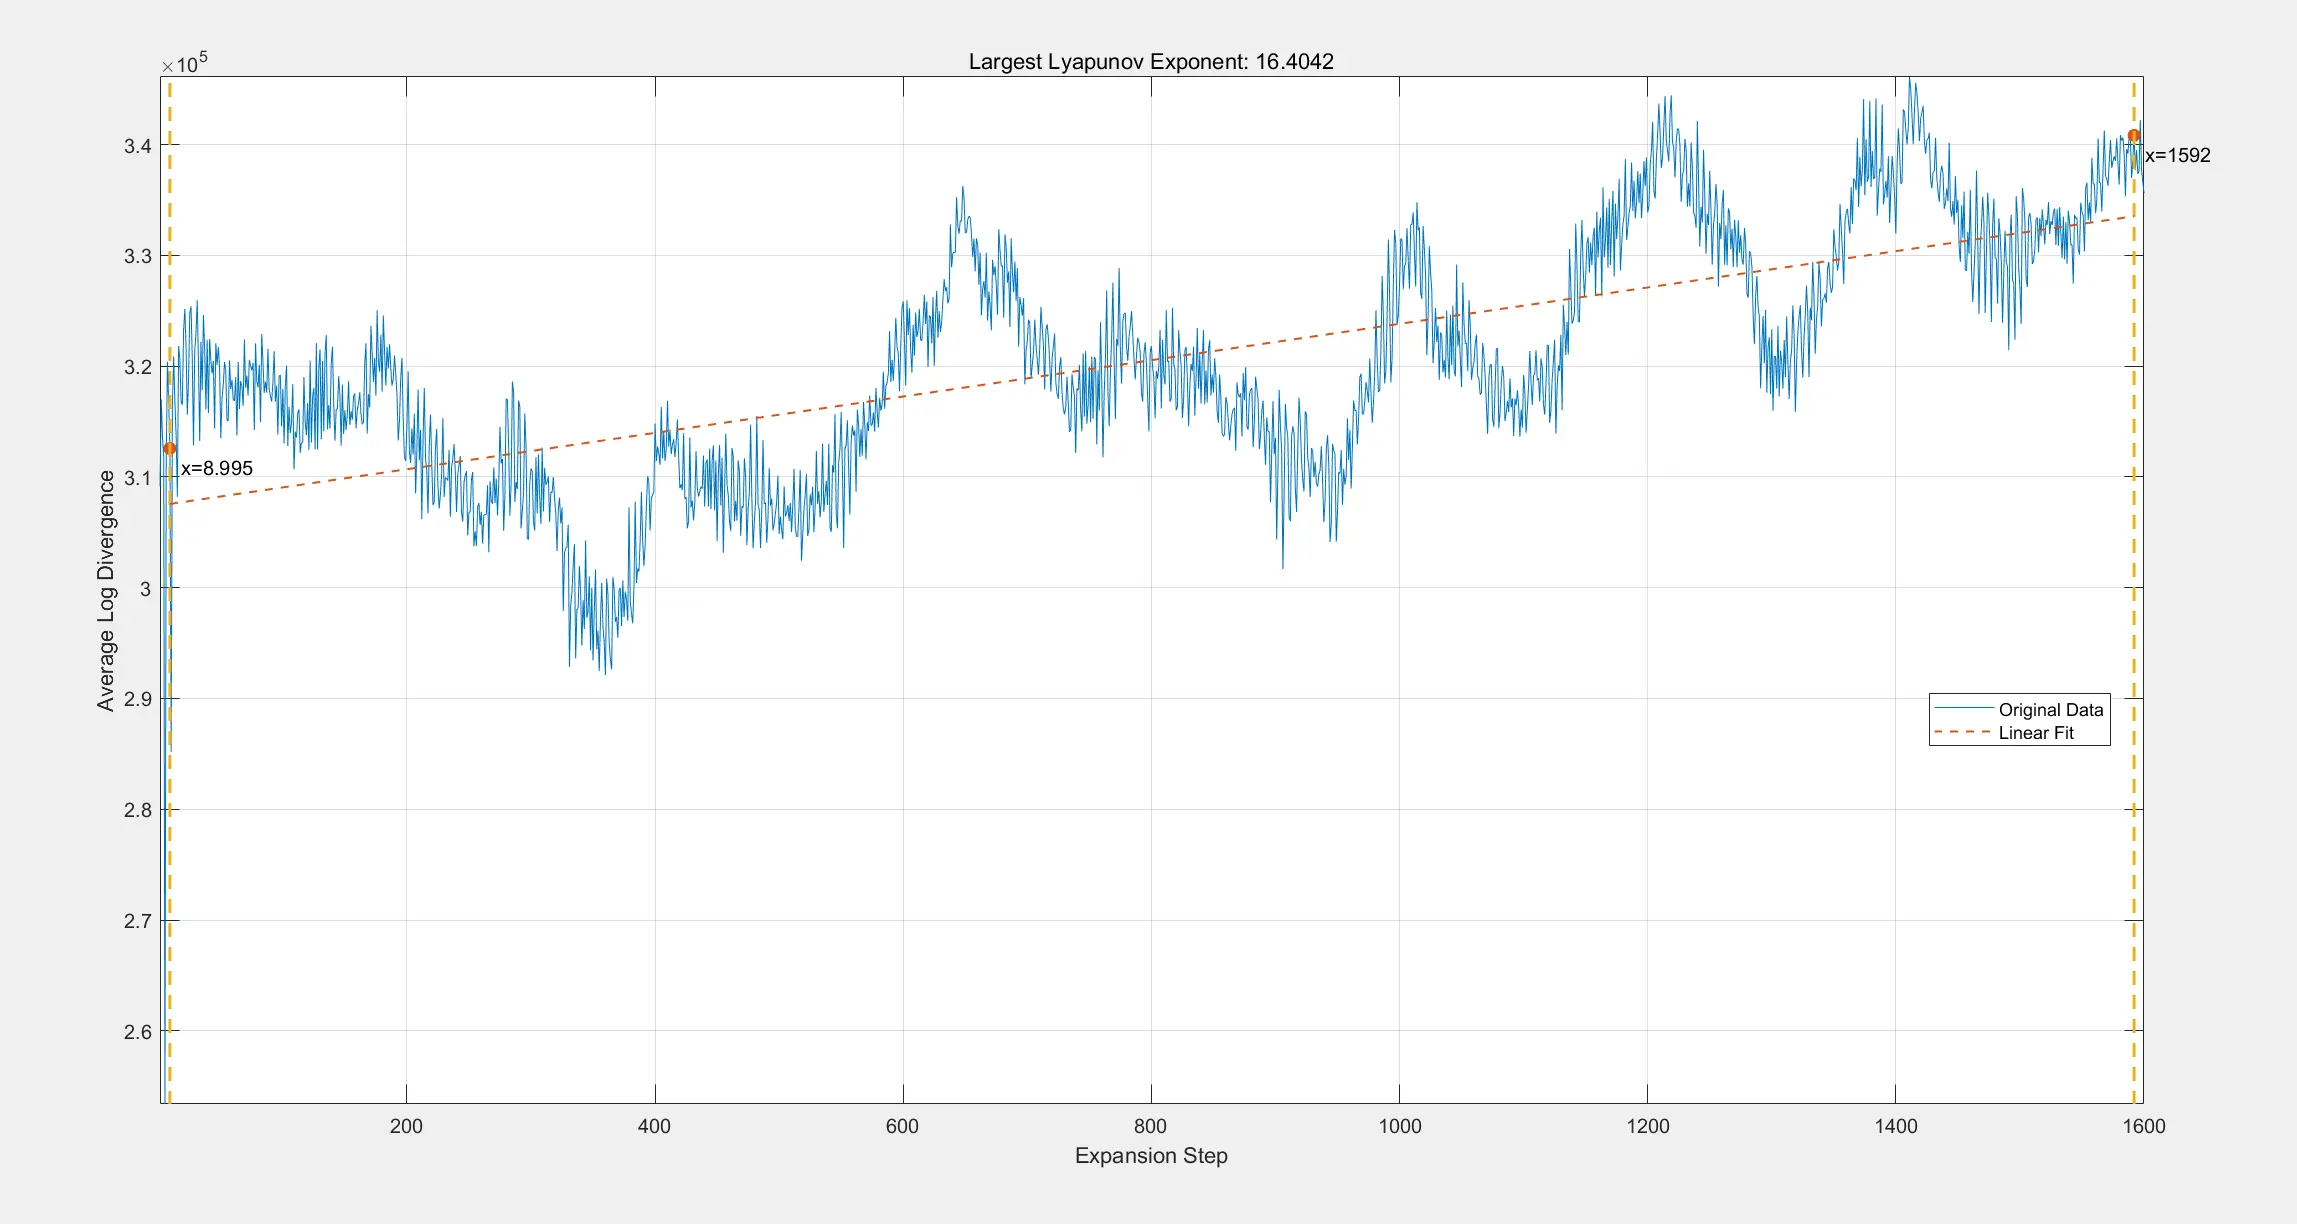 Largest Lyapunov Exponent: 16.4042
×10^5
3.4
3.3
3.2
3.1
3
2.9
2.8
2.7
2.6
Average Log Divergence
x=8.995
x=1592
Original Data
Linear Fit
200 400 600 800 1000 1200 1400 1600
Expansion Step